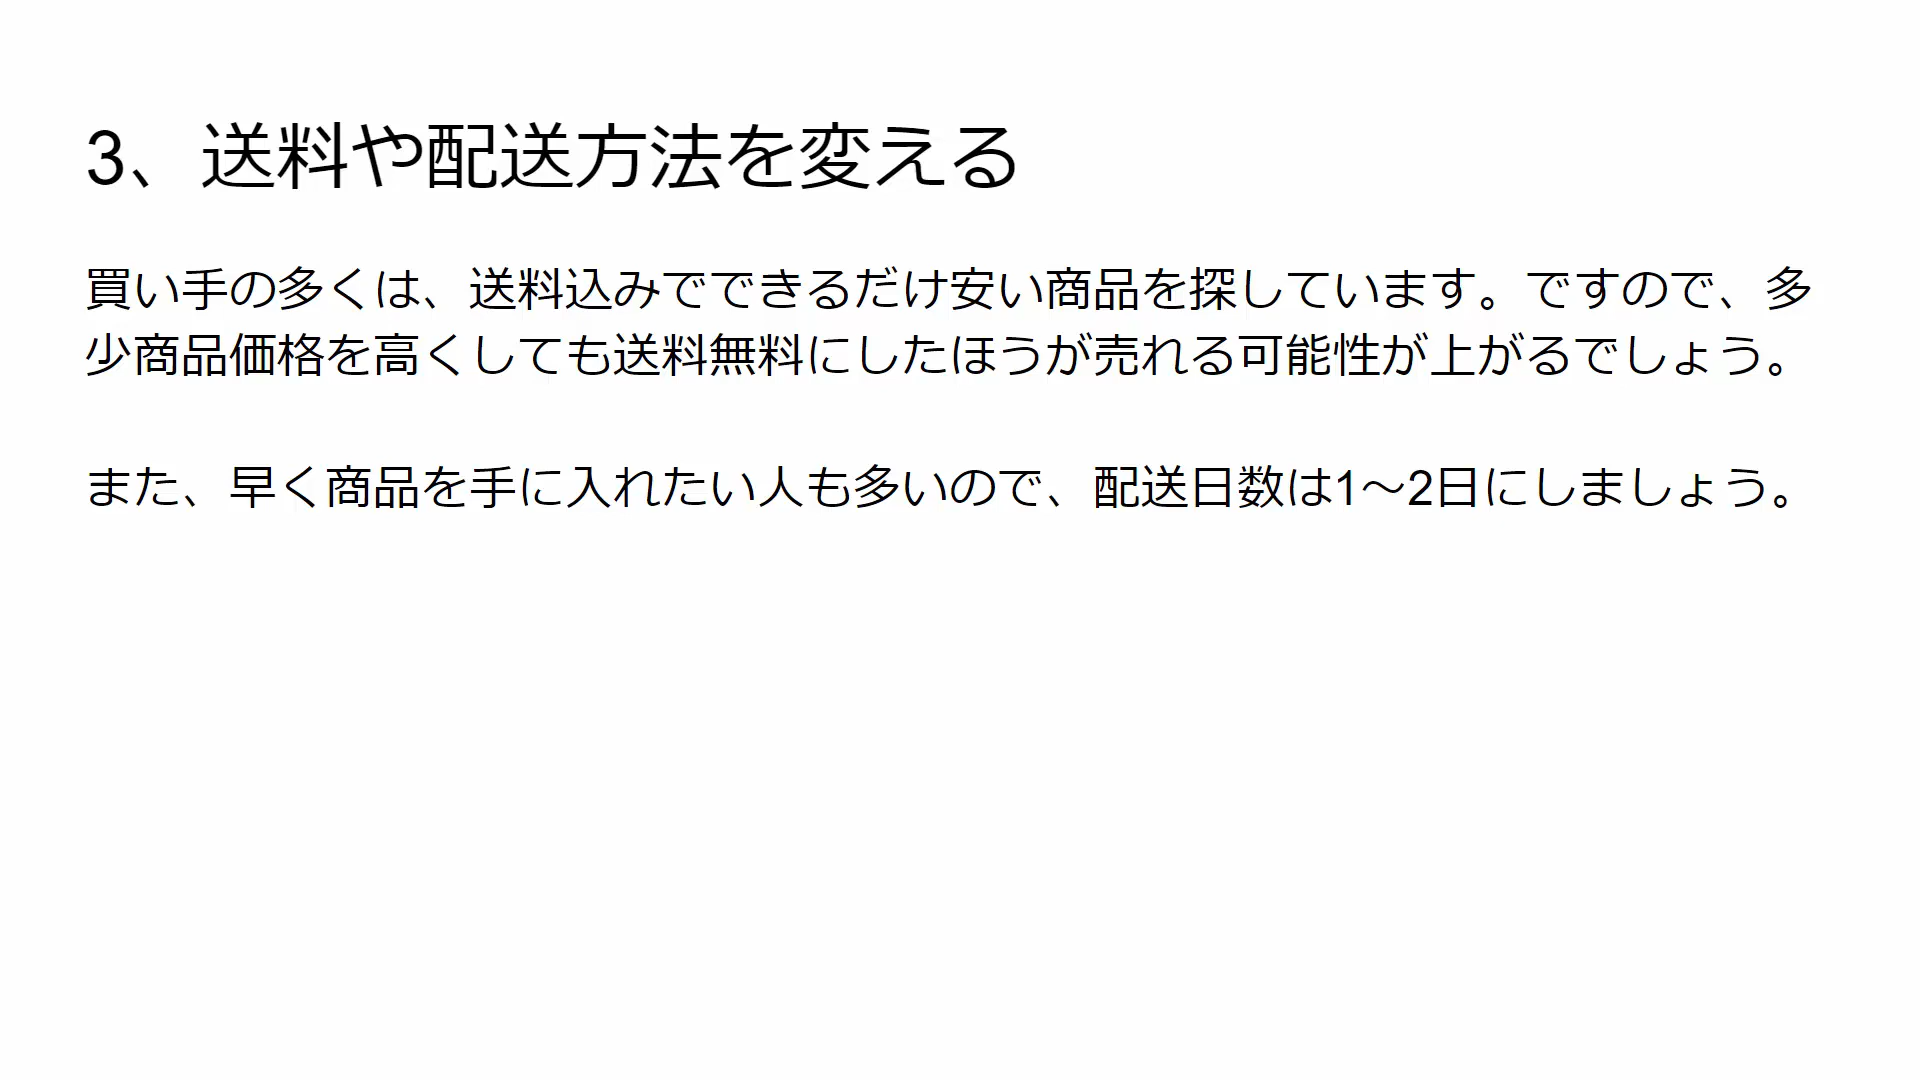 3、送料や配送方法を変える
買い手の多くは、送料込みでできるだけ安い商品を探しています。ですので、多
少商品価格を高くしても送料無料にしたほうが売れる可能性が上がるでしょう。
また、早く商品を手に入れたい人も多いので、配送日数は1〜2日にしましょう。